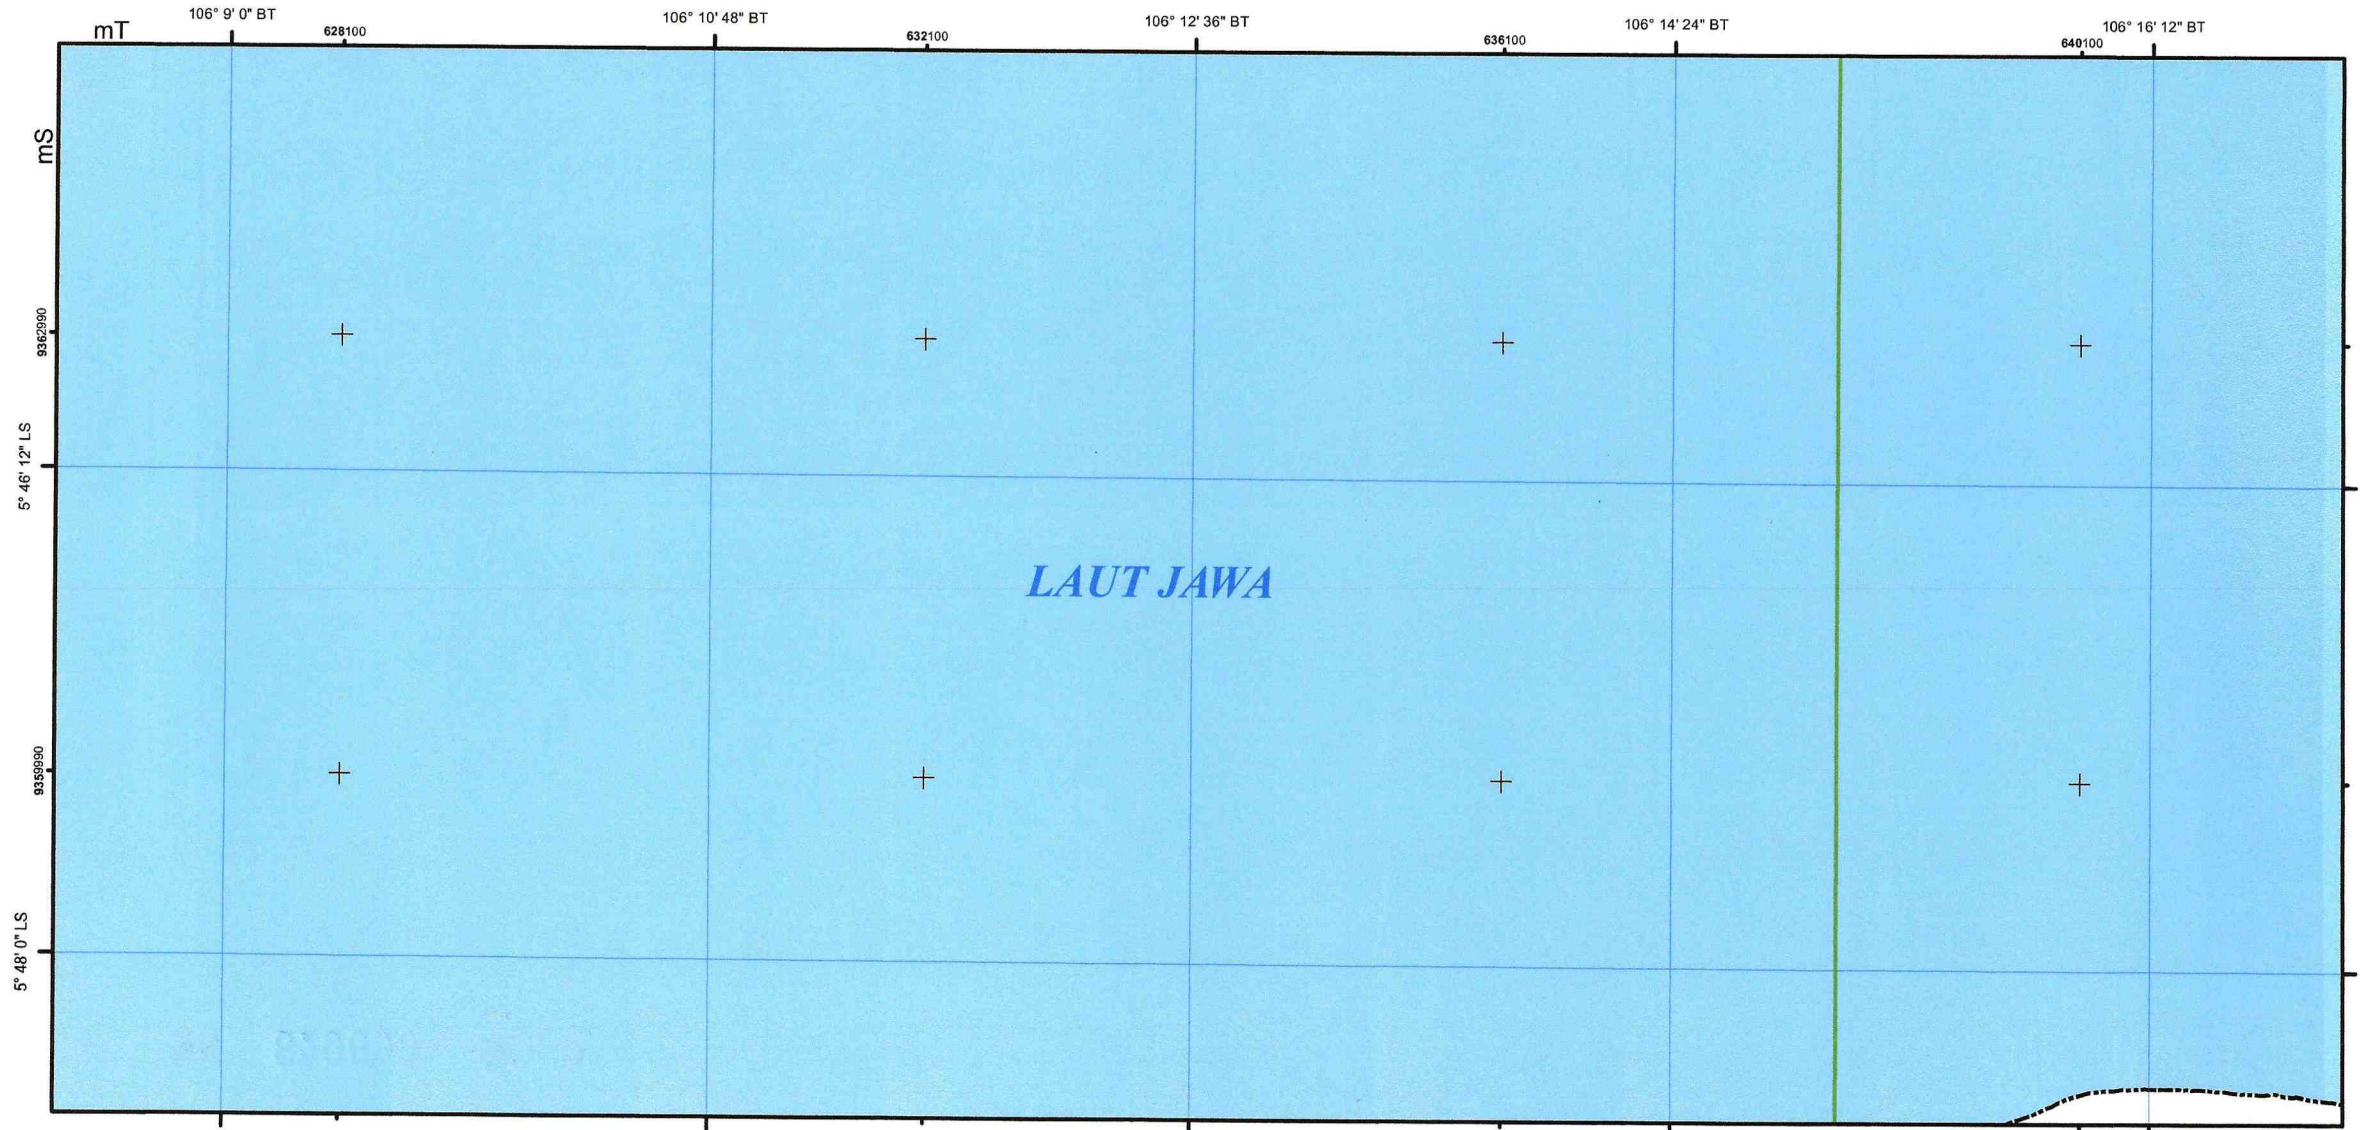 106° 9' 0" BT
106° 10' 48" BT
106° 12' 36" BT
106° 14' 24" BT
106° 16' 12" BT
mT
628100
632100
636100
640100
mS
9362990
5° 46' 12" LS
LAUT JAWA
9359990
5° 48' 0" LS